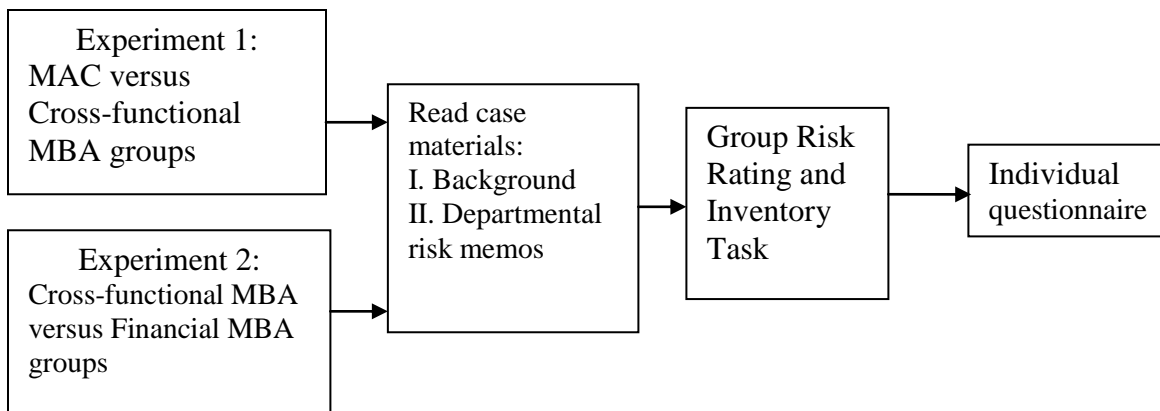 Experiment 1:
MAC versus
Cross-functional
MBA groups
Experiment 2:
Cross-functional MBA
versus Financial MBA
groups
Read case
materials:
I. Background
II. Departmental
risk memos
Group Risk
Rating and
Inventory
Task
Individual
questionnaire